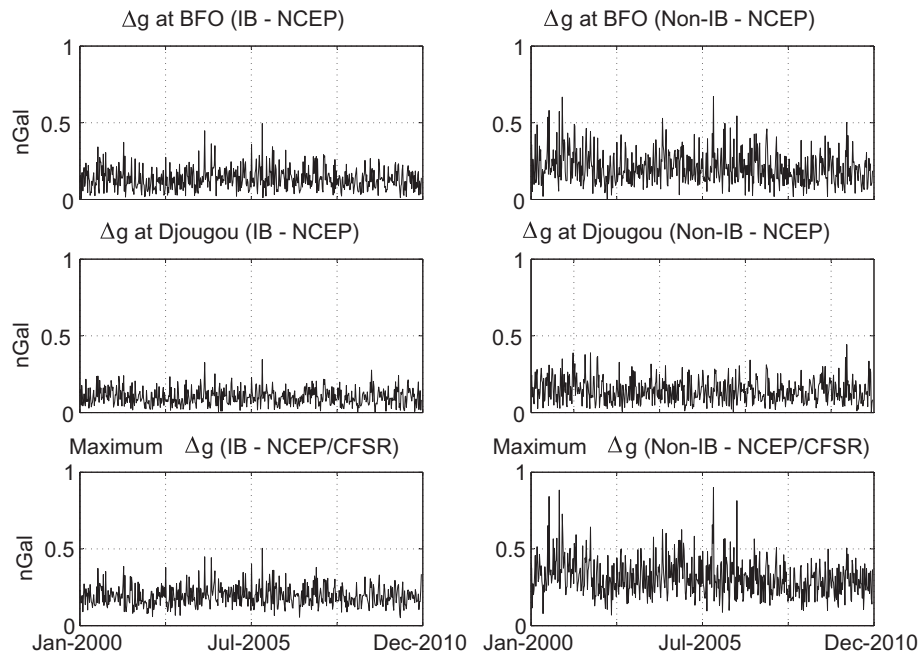 Δg at BFO (IB - NCEP)
Δg at BFO (Non-IB - NCEP)
1
0.5
0
nGal
1
0.5
0
Δg at Djougou (IB - NCEP)
Δg at Djougou (Non-IB - NCEP)
1
0.5
0
nGal
1
0.5
0
Maximum Δg (IB - NCEP/CFSR)
Maximum Δg (Non-IB - NCEP/CFSR)
1
0.5
0
nGal
1
0.5
0
Jan-2000 Jul-2005 Dec-2010
Jan-2000 Jul-2005 Dec-2010